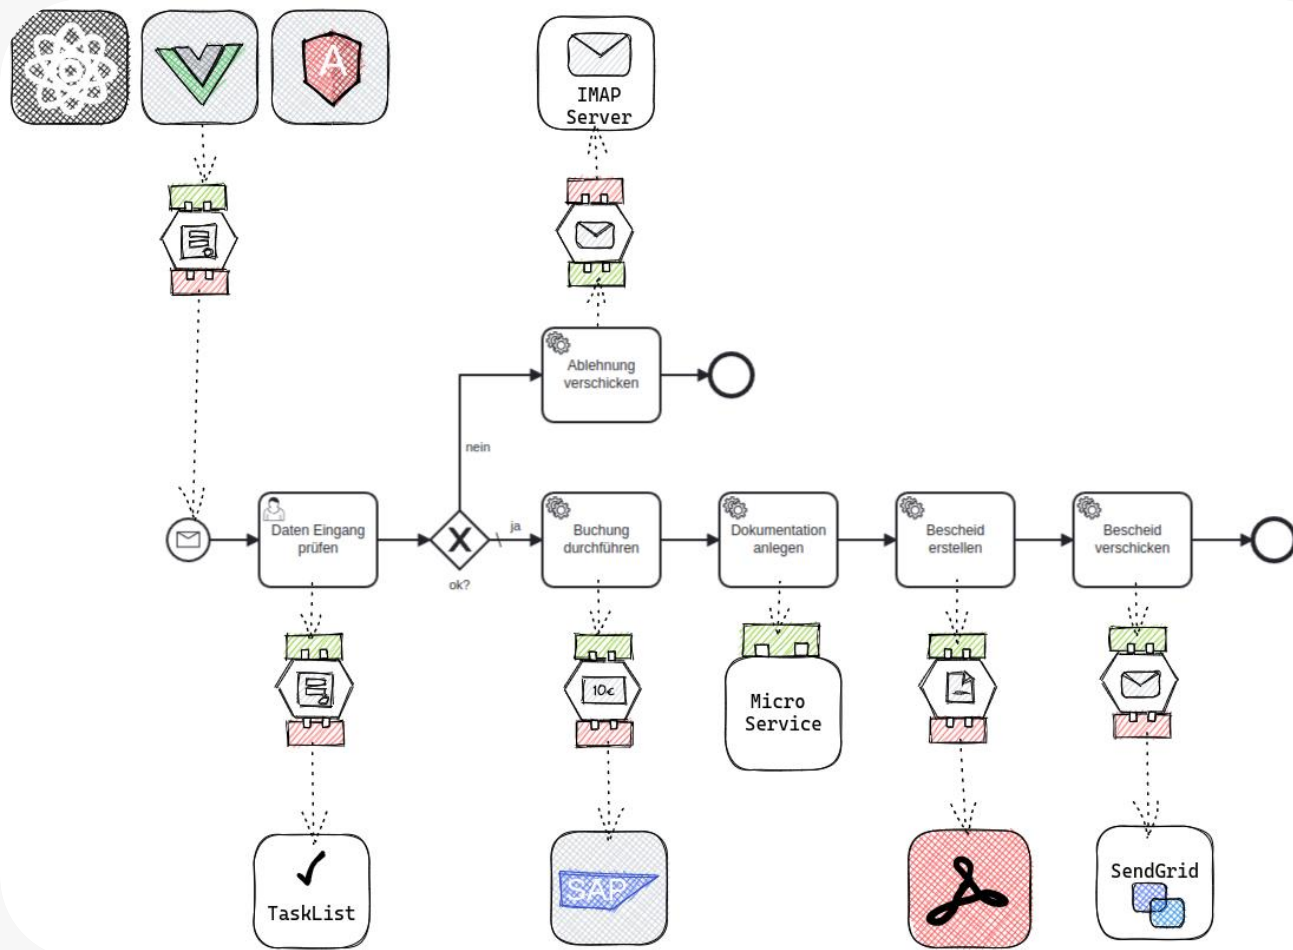 A
IMAP
Server
Ablehnung
verschicken
nein
Daten Eingang
prüfen
X
ok?
ja
Buchung
durchführen
Dokumentation
anlegen
Bescheid
erstellen
Bescheid
verschicken
10€
Micro
Service
TaskList
SAP
SendGrid